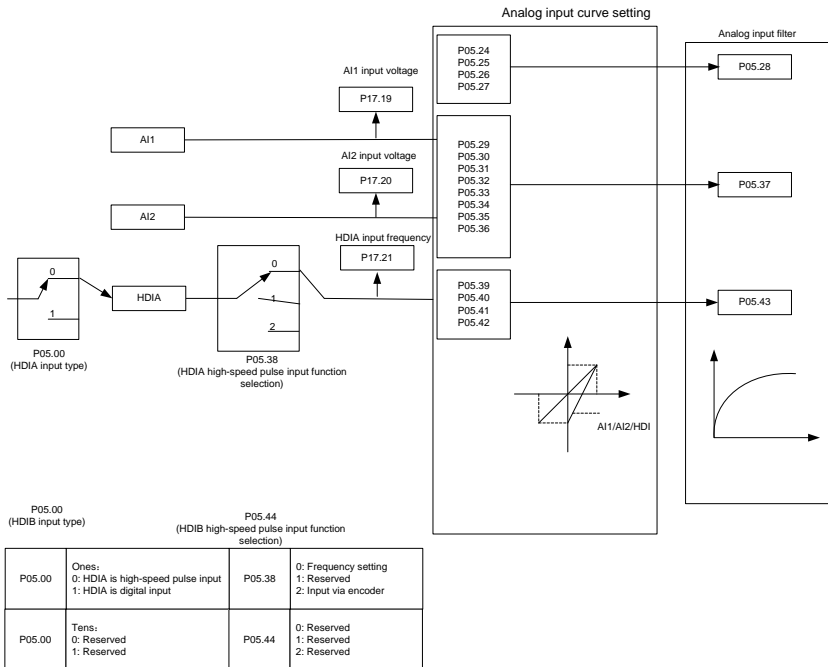 Analog input curve setting
Analog input filter
P05.24
P05.25
P05.26
P05.27
P05.28
AI1 input voltage
P17.19
AI1
P05.29
P05.30
P05.31
P05.32
P05.33
P05.34
P05.35
P05.36
P05.37
AI2 input voltage
P17.20
AI2
HDIA input frequency
P17.21
0
1
P05.00
(HDIA input type)
HDIA
0
1
2
P05.38
(HDIA high-speed pulse input function
selection)
P05.39
P05.40
P05.41
P05.42
P05.43
AI1/AI2/HDI
P05.00
(HDIB input type)
P05.44
(HDIB high-speed pulse input function
selection)
P05.00
Ones：
0: HDIA is high-speed pulse input
1: HDIA is digital input
P05.38
0: Frequency setting
1: Reserved
2: Input via encoder
P05.00
Tens：
0: Reserved
1: Reserved
P05.44
0: Reserved
1: Reserved
2: Reserved